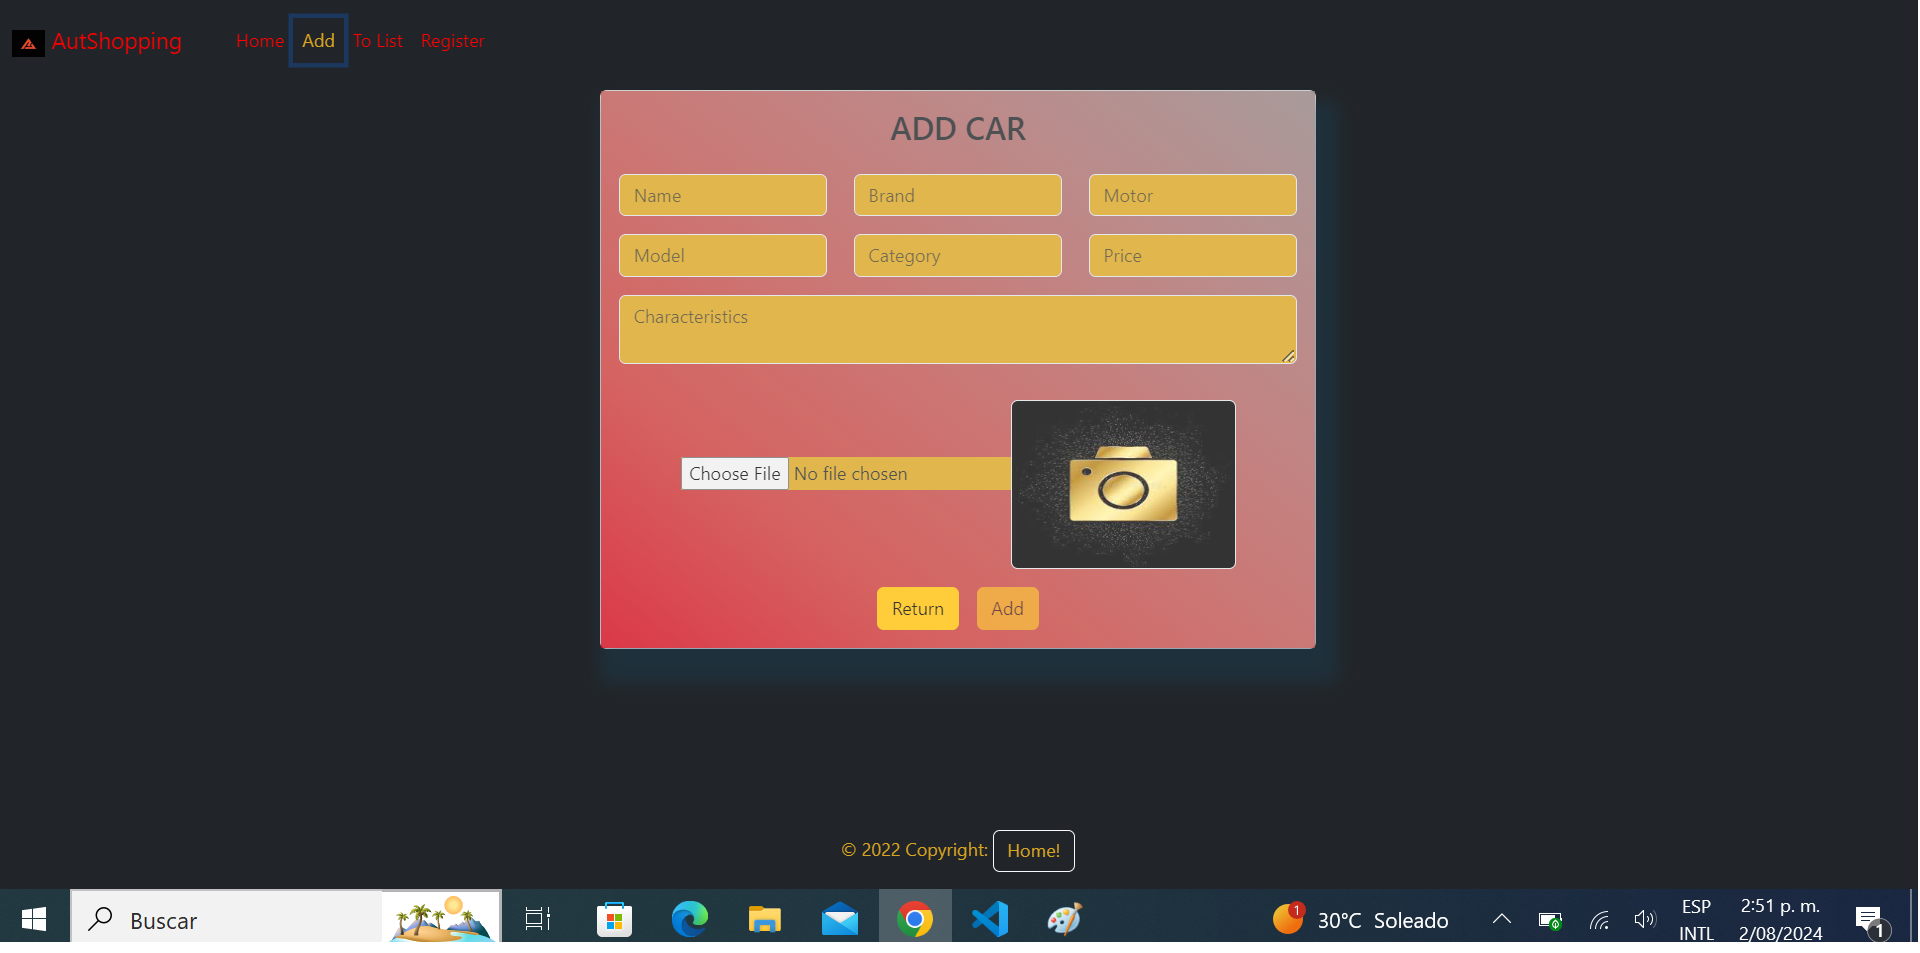 AutShopping Home Add To List Register
ADD CAR
Name Brand Motor
Model Category Price
Characteristics
Choose File No file chosen
Return Add
© 2022 Copyright: Home!
Buscar 1 30°C Soleado ESP 2:51 p. m.
INTL 2/08/2024 1